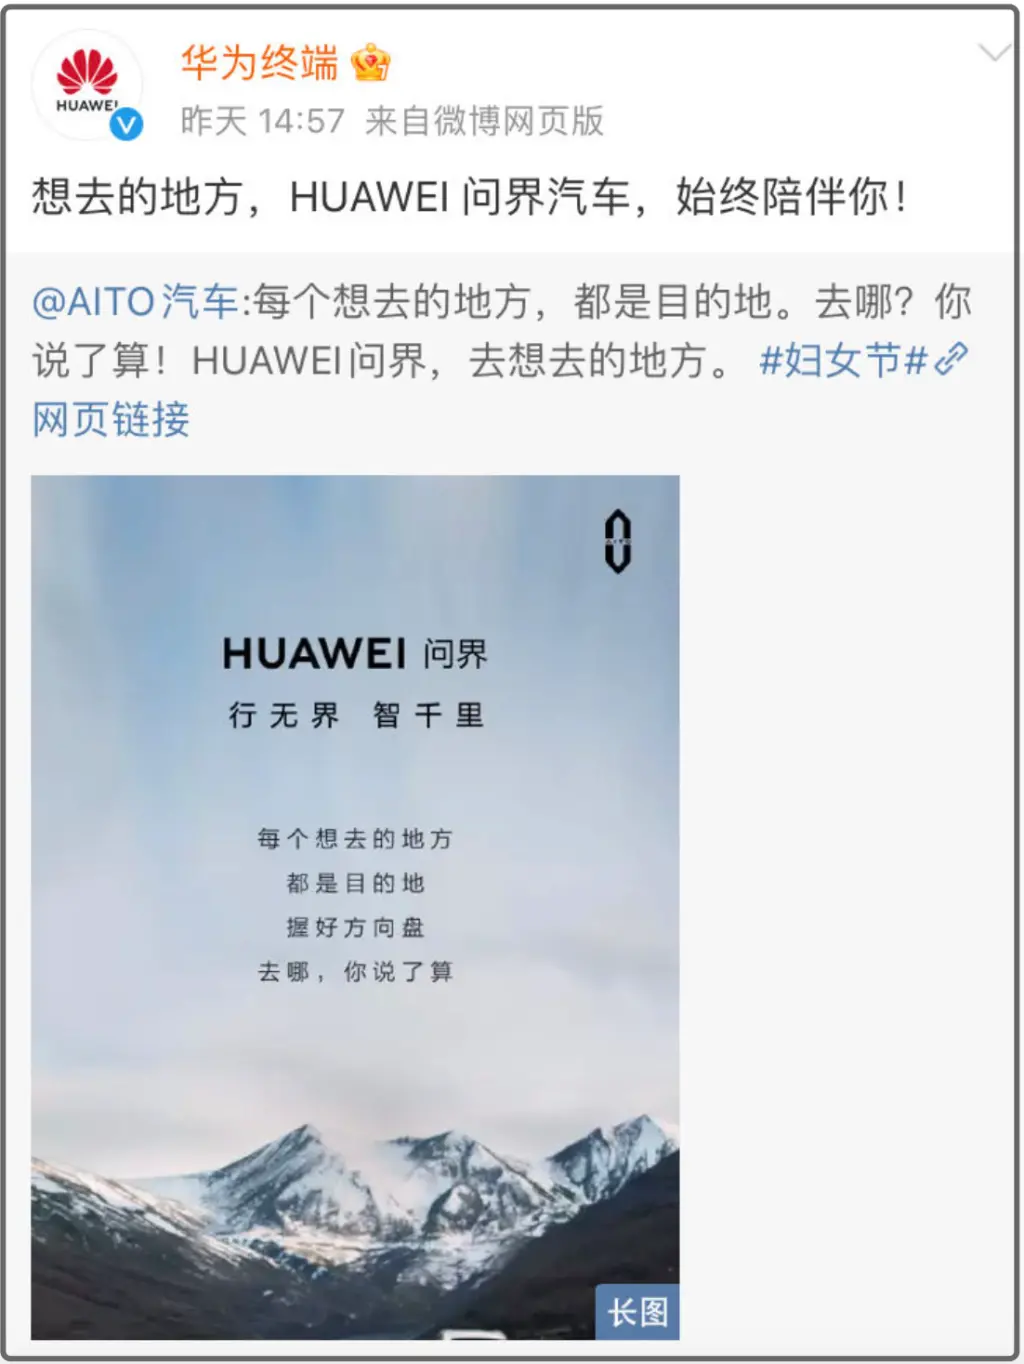 HUAWEI
华为终端
昨天 14:57 来自微博网页版
想去的地方，HUAWEI 问界汽车，始终陪伴你！
@AITO汽车:每个想去的地方，都是目的地。去哪？你
说了算！HUAWEI问界，去想去的地方。 #妇女节#
网页链接
AITO
HUAWEI 问界
行无界 智千里
每个想去的地方
都是目的地
握好方向盘
去哪，你说了算
长图